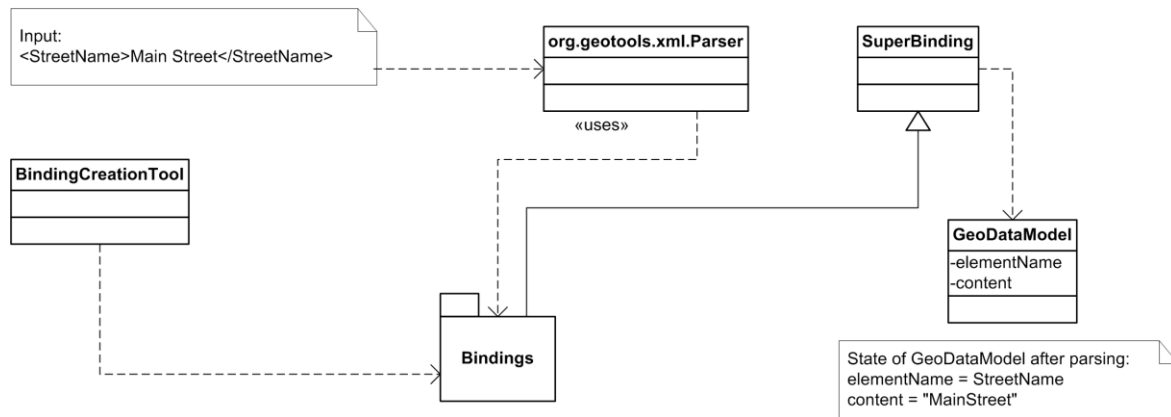 Input:
<StreetName>Main Street</StreetName>
org.geotools.xml.Parser
SuperBinding
«uses»
BindingCreationTool
GeoDataModel
-elementName
-content
Bindings
State of GeoDataModel after parsing:
elementName = StreetName
content = "MainStreet"